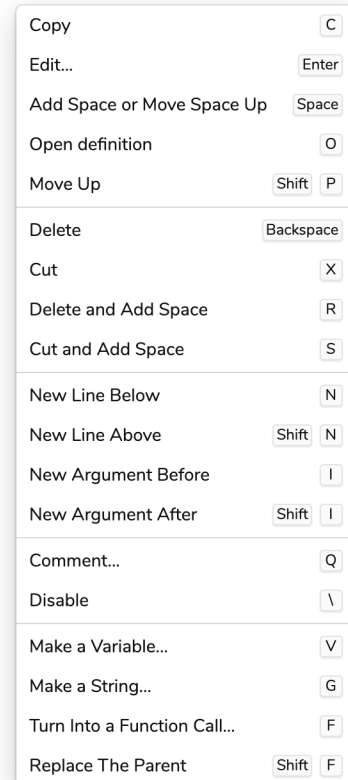 Copy C
Edit... Enter
Add Space or Move Space Up Space
Open definition O
Move Up Shift P
Delete Backspace
Cut X
Delete and Add Space R
Cut and Add Space S
New Line Below N
New Line Above Shift N
New Argument Before I
New Argument After Shift I
Comment... Q
Disable \
Make a Variable... V
Make a String... G
Turn Into a Function Call... F
Replace The Parent Shift F